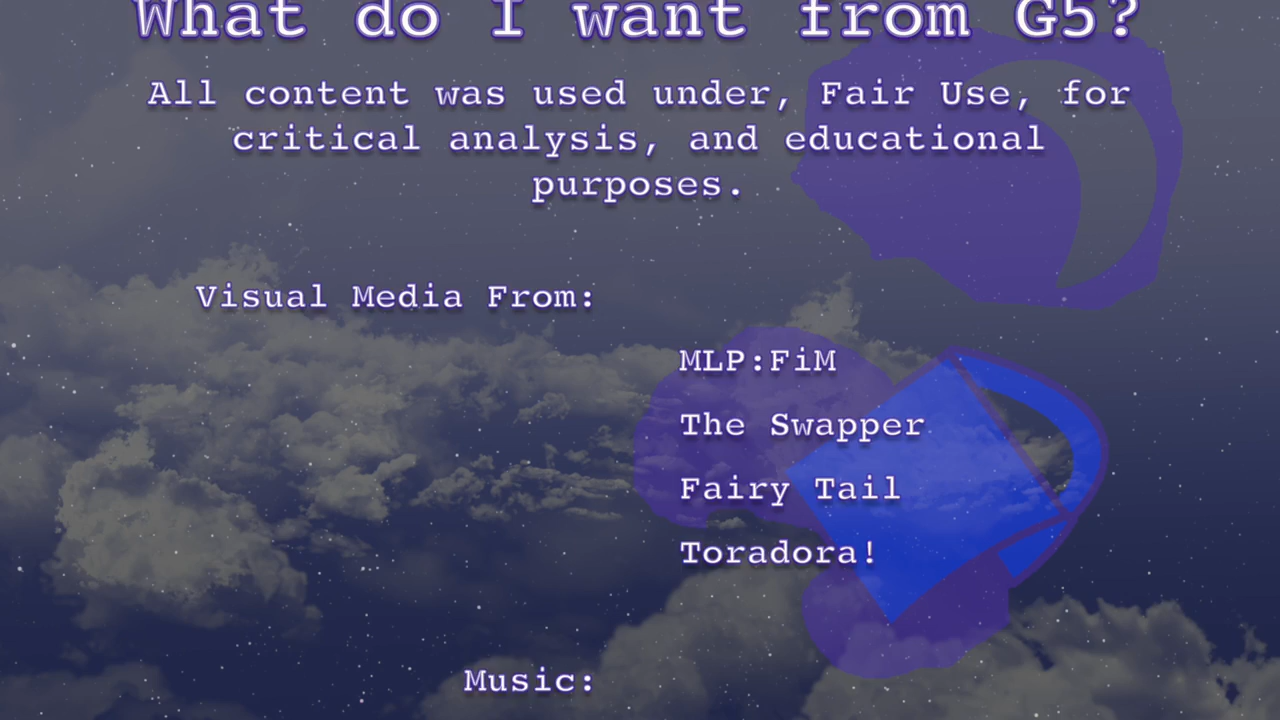 What do I want from G5?
All content was used under, Fair Use, for
critical analysis, and educational
purposes.
Visual Media From:
MLP:FiM
The Swapper
Fairy Tail
Toradora!
Music: